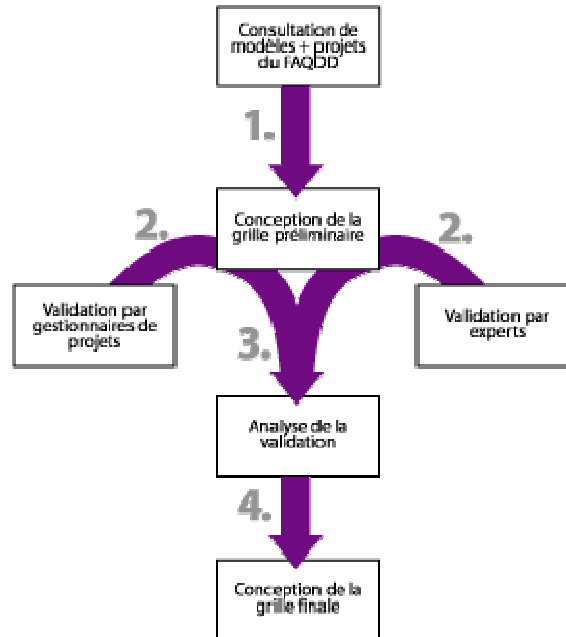 Consultation de
modèles + projets
du FAQDD
1.
Conception de la
grille préliminaire
2.
2.
Validation par
gestionnaires de
projets
Validation par
experts
3.
Analyse de la
validation
4.
Conception de la
grille finale